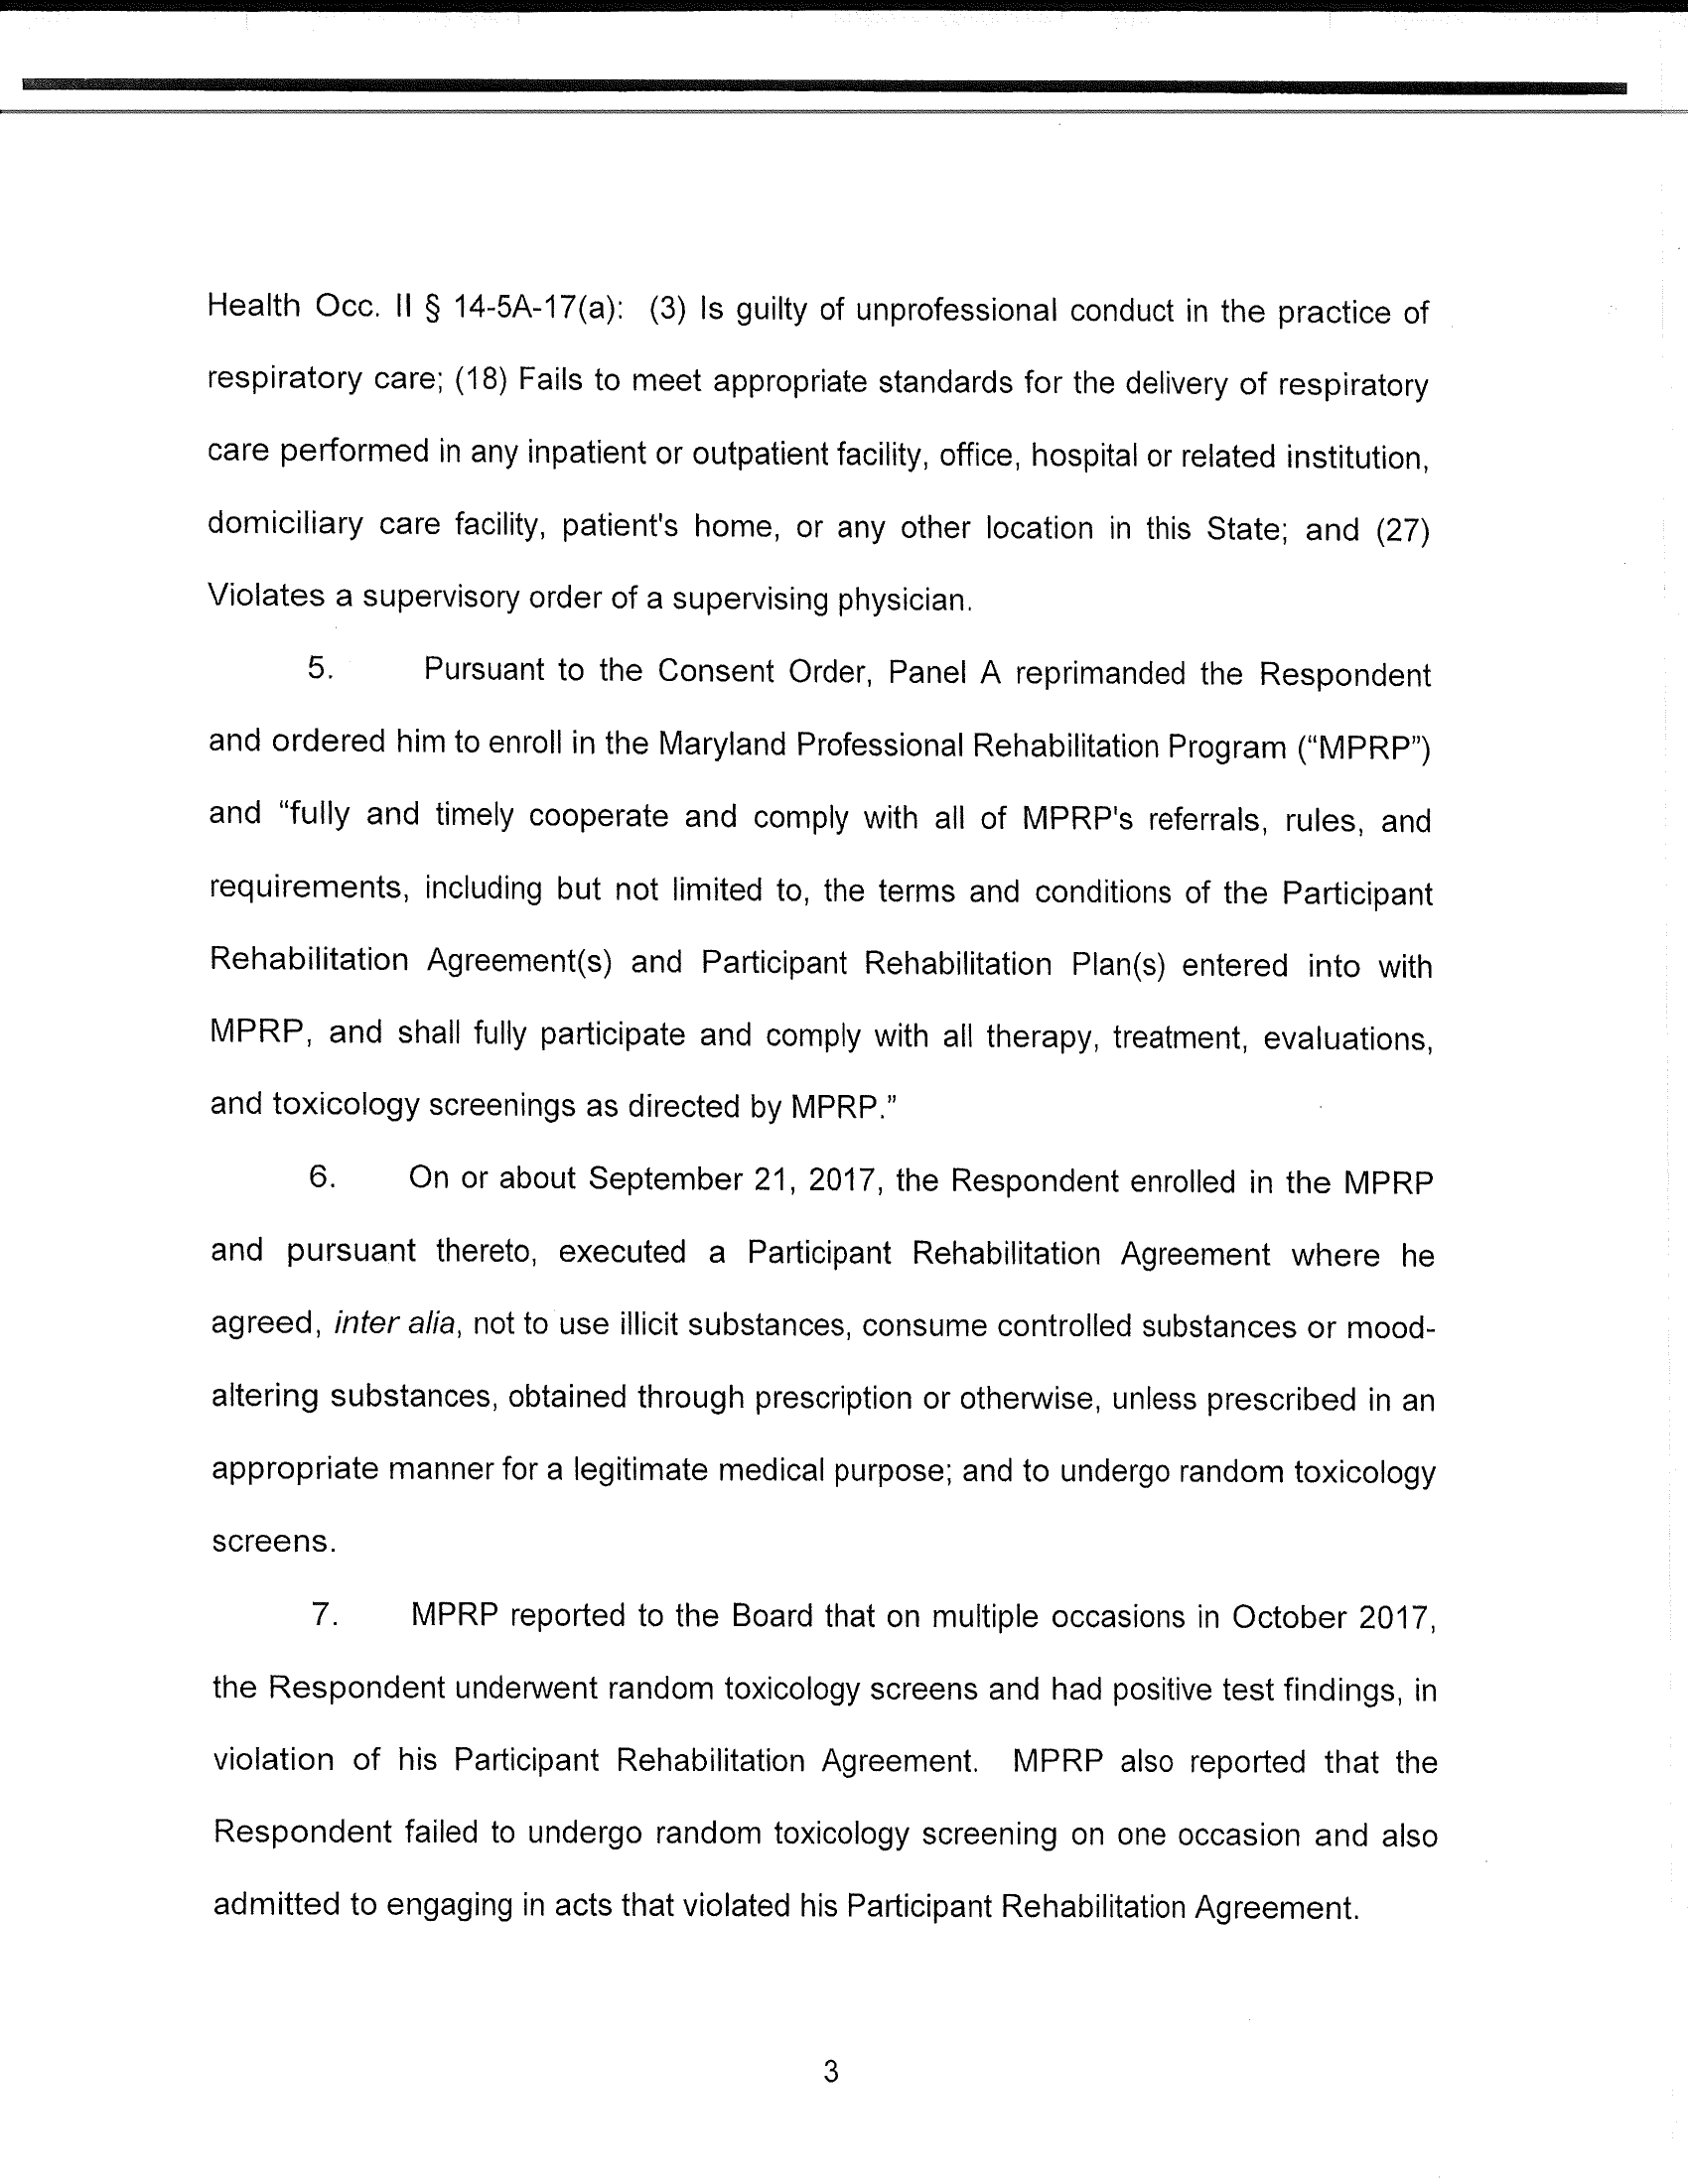 Health Occ. II § 14-5A-17(a):  (3) Is guilty of unprofessional conduct in the practice of
respiratory care; (18) Fails to meet appropriate standards for the delivery of respiratory
care performed in any inpatient or outpatient facility, office, hospital or related institution,
domiciliary care facility, patient's home, or any other location in this State; and (27)
Violates a supervisory order of a supervising physician.
5. Pursuant to the Consent Order, Panel A reprimanded the Respondent
and ordered him to enroll in the Maryland Professional Rehabilitation Program (“MPRP”)
and “fully and timely cooperate and comply with all of MPRP's referrals, rules, and
requirements, including but not limited to, the terms and conditions of the Participant
Rehabilitation Agreement(s) and Participant Rehabilitation Plan(s) entered into with
MPRP, and shall fully participate and comply with all therapy, treatment, evaluations,
and toxicology screenings as directed by MPRP.”
6. On or about September 21, 2017, the Respondent enrolled in the MPRP
and pursuant thereto, executed a Participant Rehabilitation Agreement where he
agreed, inter alia, not to use illicit substances, consume controlled substances or mood-
altering substances, obtained through prescription or otherwise, unless prescribed in an
appropriate manner for a legitimate medical purpose; and to undergo random toxicology
screens.
7. MPRP reported to the Board that on multiple occasions in October 2017,
the Respondent underwent random toxicology screens and had positive test findings, in
violation of his Participant Rehabilitation Agreement.  MPRP also reported that the
Respondent failed to undergo random toxicology screening on one occasion and also
admitted to engaging in acts that violated his Participant Rehabilitation Agreement.
3